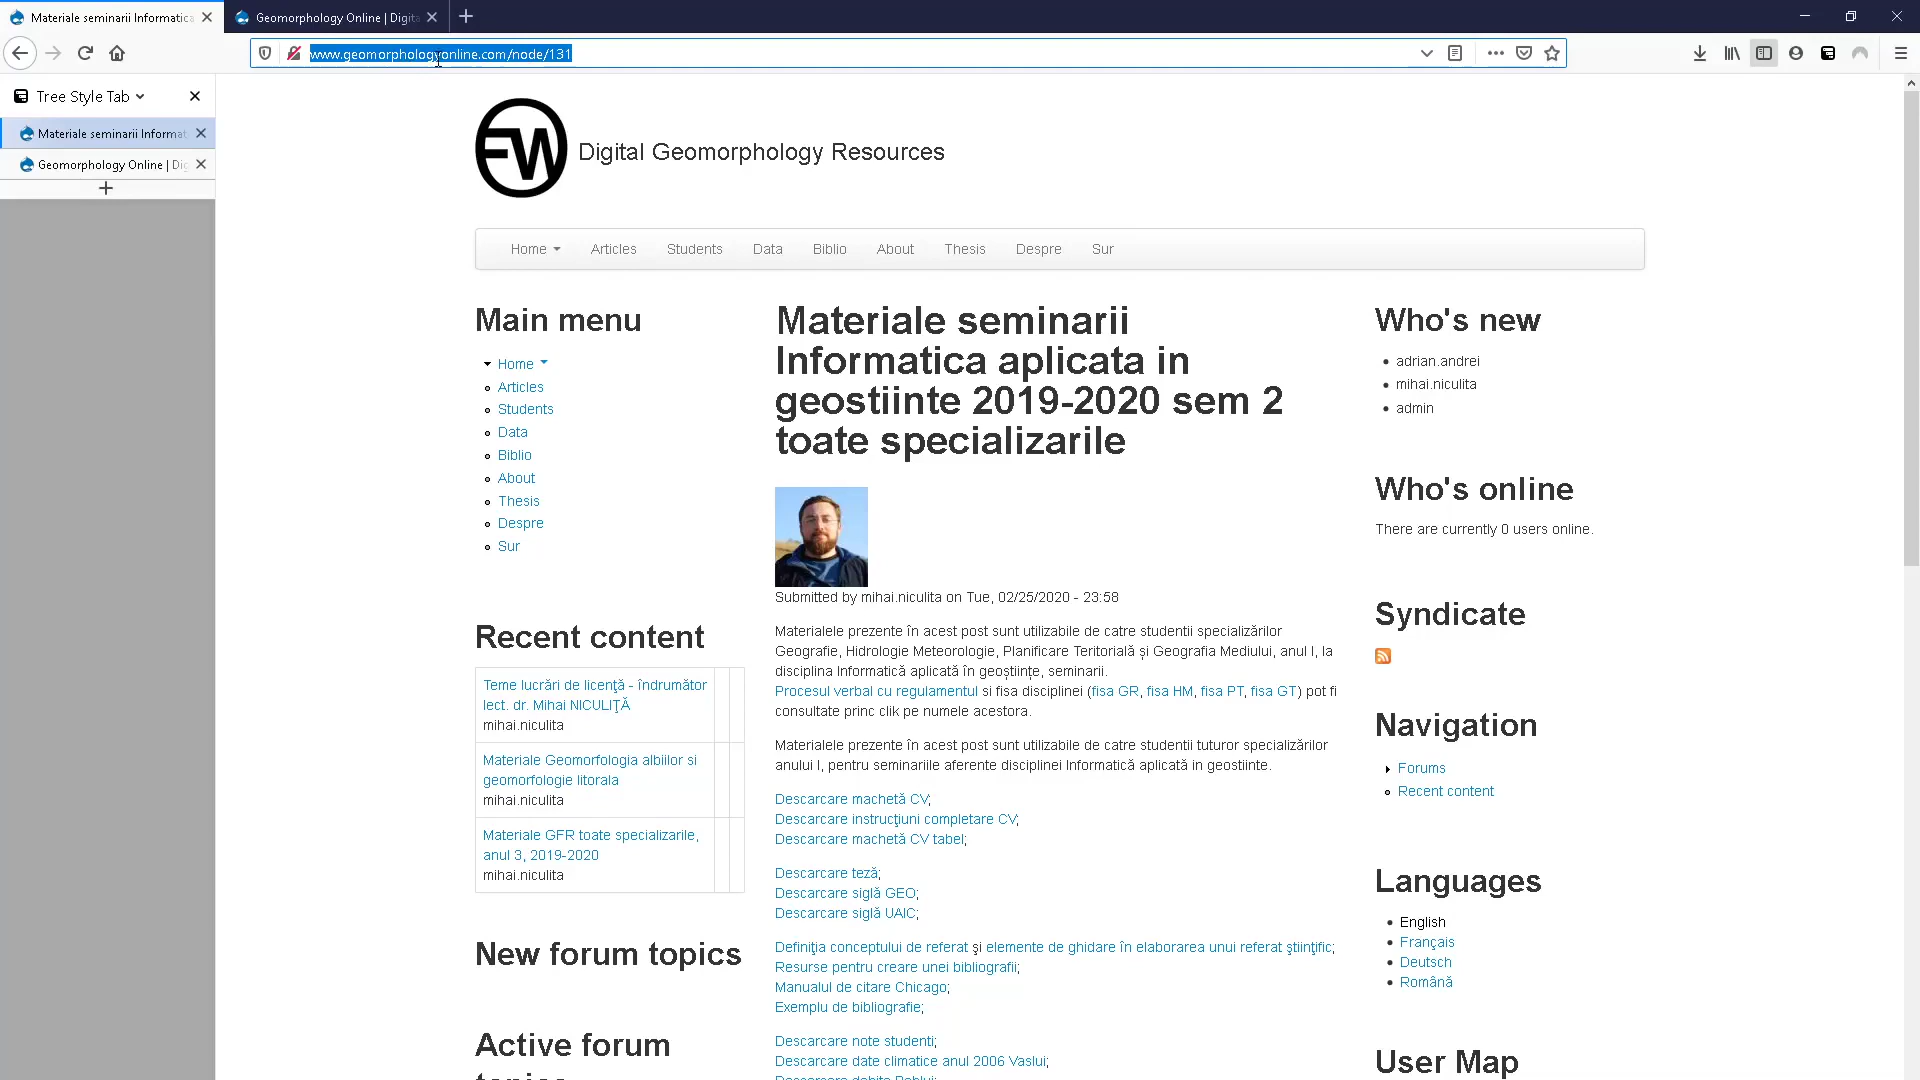 Materiale seminarii Informatica
Geomorphology Online | Digita
www.geomorphologyonline.com/node/131
Tree Style Tab
Materiale seminarii Informat
Geomorphology Online | Dig
FW
Digital Geomorphology Resources
Home
Articles
Students
Data
Biblio
About
Thesis
Despre
Sur
Main menu
Home
Articles
Students
Data
Biblio
About
Thesis
Despre
Sur
Recent content
Teme lucrări de licenţă - îndrumător
lect. dr. Mihai NICULIŢĂ
mihai.niculita
Materiale Geomorfologia albiilor si
geomorfologie litorala
mihai.niculita
Materiale GFR toate specializarile,
anul 3, 2019-2020
mihai.niculita
New forum topics
Active forum
topics
Materiale seminarii
Informatica aplicata in
geostiinte 2019-2020 sem 2
toate specializarile
Submitted by mihai.niculita on Tue, 02/25/2020 - 23:58
Materialele prezente în acest post sunt utilizabile de catre studentii specializărilor
Geografie, Hidrologie Meteorologie, Planificare Teritorială și Geografia Mediului, anul I, la
disciplina Informatică aplicată în geoștiințe, seminarii.
Procesul verbal cu regulamentul si fisa disciplinei (fisa GR, fisa HM, fisa PT, fisa GT) pot fi
consultate princ clik pe numele acestora.
Materialele prezente în acest post sunt utilizabile de catre studentii tuturor specializărilor
anului I, pentru seminariile aferente disciplinei Informatică aplicată in geostiinte.
Descarcare machetă CV;
Descarcare instrucţiuni completare CV;
Descarcare machetă CV tabel;
Descarcare teză;
Descarcare siglă GEO;
Descarcare siglă UAIC;
Definiţia conceptului de referat şi elemente de ghidare în elaborarea unui referat ştiinţific;
Resurse pentru creare unei bibliografii;
Manualul de citare Chicago;
Exemplu de bibliografie;
Descarcare note studenti;
Descarcare date climatice anul 2006 Vaslui;
Who's new
adrian.andrei
mihai.niculita
admin
Who's online
There are currently 0 users online.
Syndicate
Navigation
Forums
Recent content
Languages
English
Français
Deutsch
Română
User Map